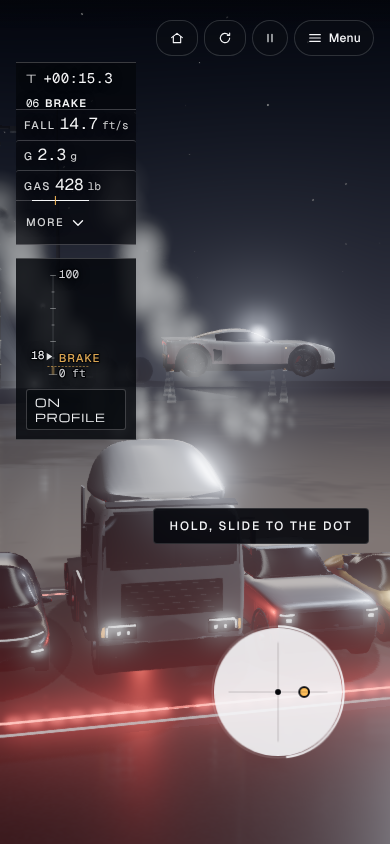 Menu
T +00:15.3
06 BRAKE
FALL 14.7 ft/s
G 2.3 g
GAS 428 lb
MORE
100
18
BRAKE
0 ft
ON
PROFILE
HOLD, SLIDE TO THE DOT